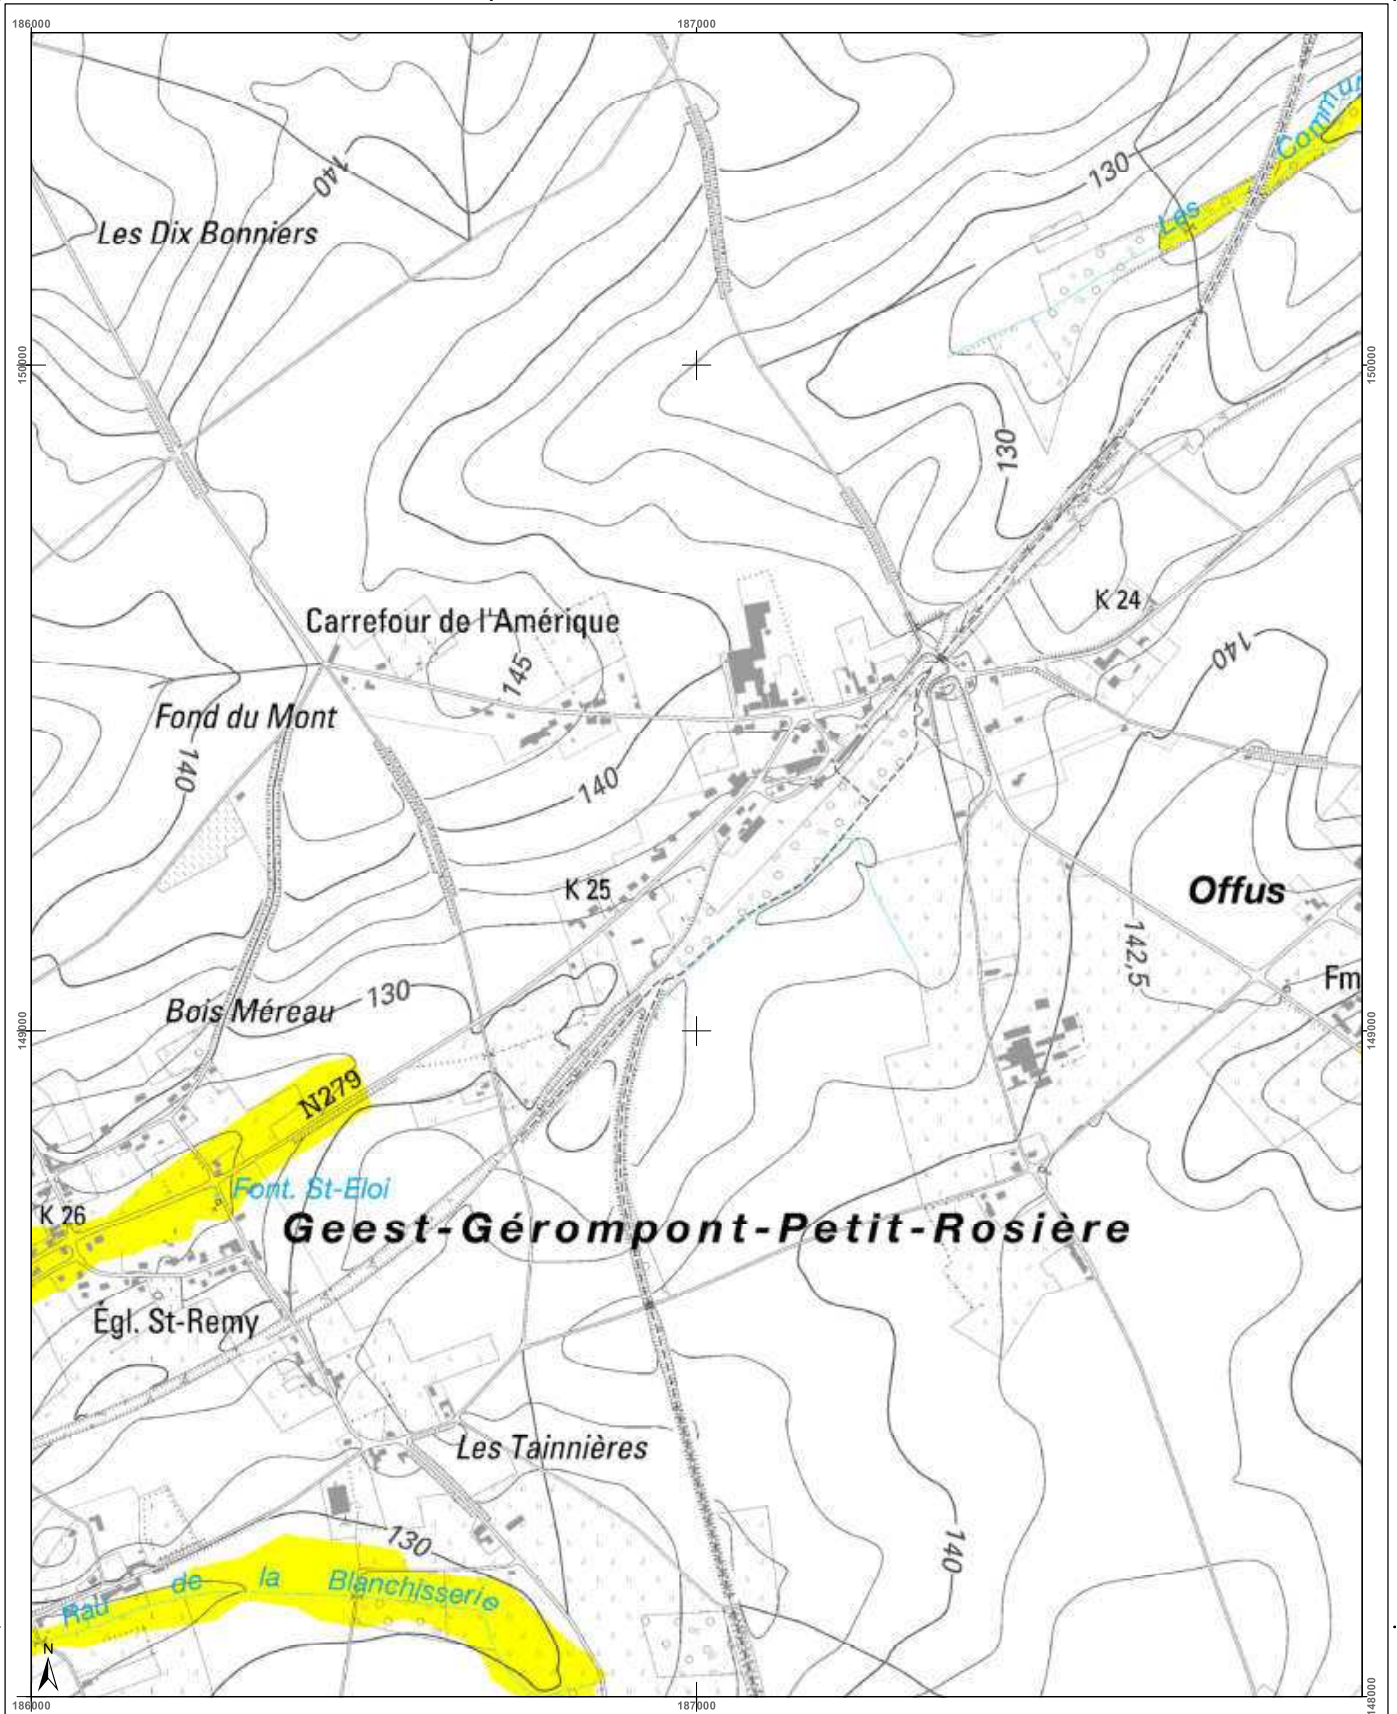 186000
187000
Commu
130
140
Les
Les Dix Bonniers
150000
150000
130
K 24
Carrefour de l'Amérique
140
145
Fond du Mont
140
140
K 25
Offus
142,5
Fm
130
Bois Méreau
149000
149000
N279
Font. St-Eloi
K 26
Geest-Gérompont-Petit-Rosière
Égl. St-Remy
Les Tainnières
130
140
Rau de la Blanchisserie
N
148000
186000
187000